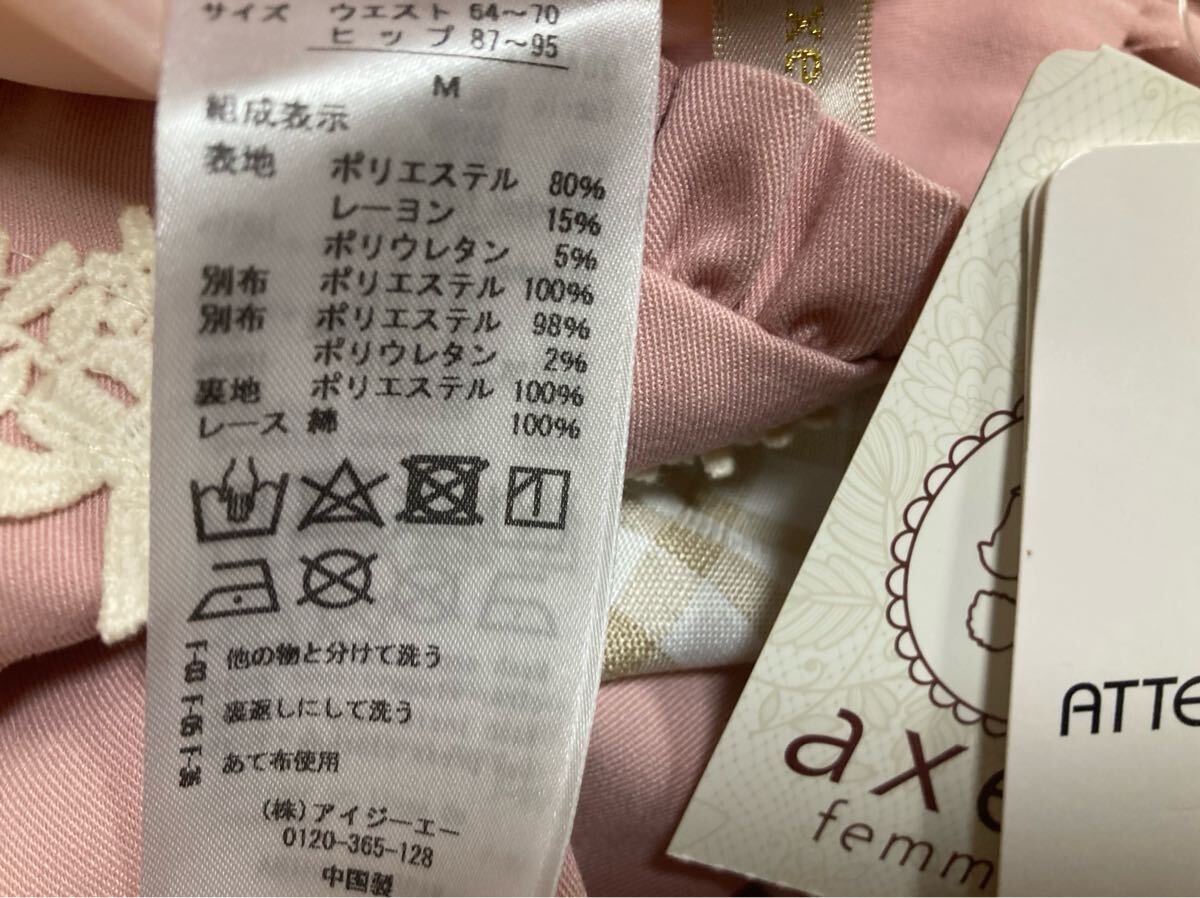 サイズ ウエスト 64～70
ヒップ 87～95
M
組成表示
表地 ポリエステル 80%
レーヨン 15%
ポリウレタン 5%
別布 ポリエステル 100%
別布 ポリエステル 98%
ポリウレタン 2%
裏地 ポリエステル 100%
レース 綿 100%
他の物と分けて洗う
裏返しにして洗う
あて布使用
(株)アイジーエー
0120-365-128
中国製
xe
axe
femm
ATTE